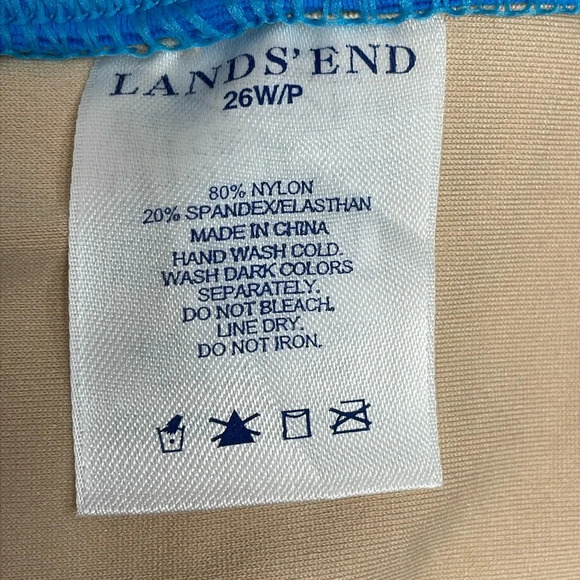 LANDS' END
26W/P
80% NYLON
20% SPANDEX/ELASTHAN
MADE IN CHINA
HAND WASH COLD.
WASH DARK COLORS
SEPARATELY.
DO NOT BLEACH.
LINE DRY.
DO NOT IRON.